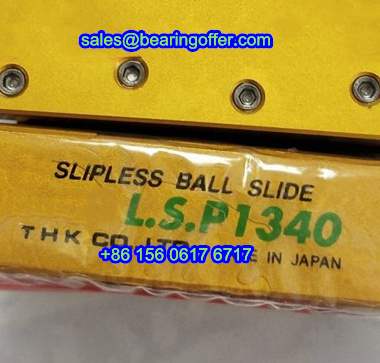 sales@bearingoffer.com
SLIPLESS BALL SLIDE
L.S.P1340
THK CO. LTD. IN JAPAN
+86 156 0617 6717